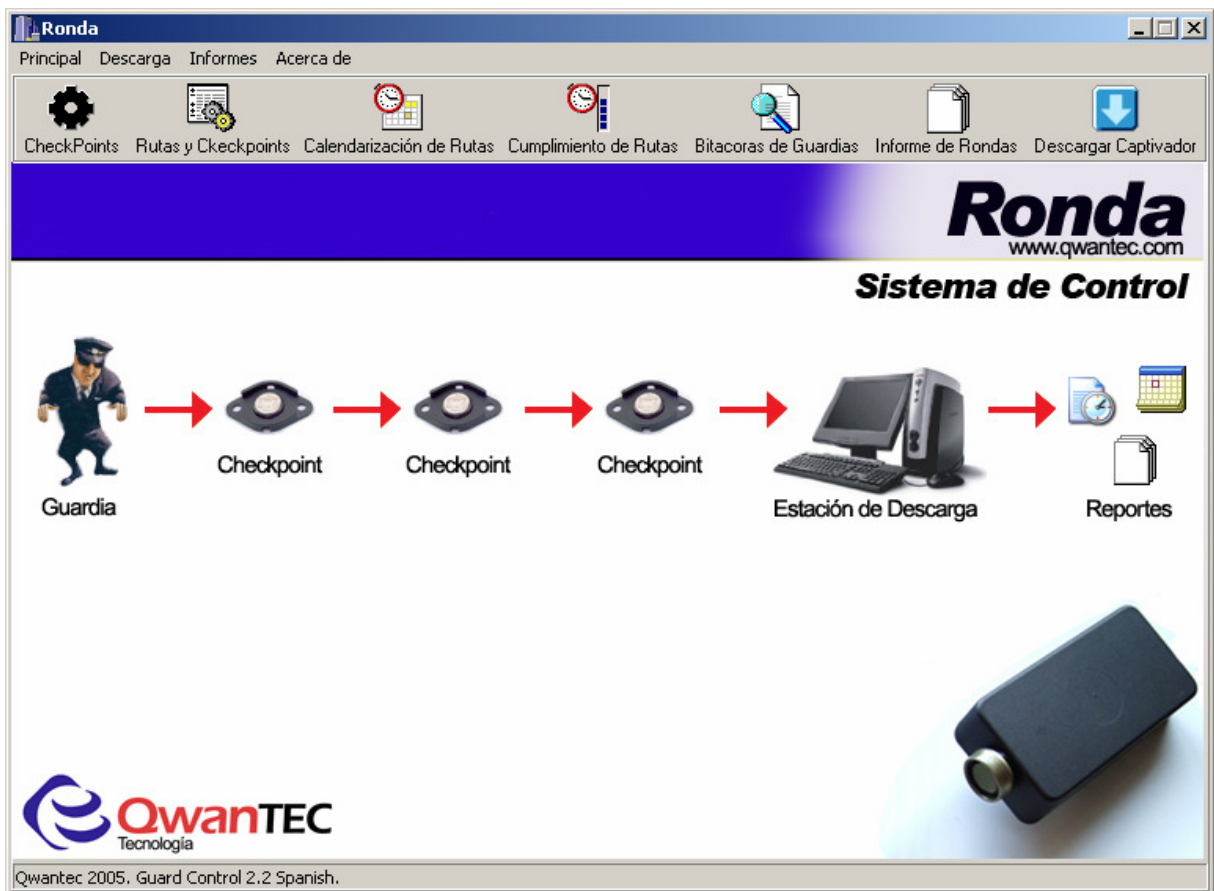 Ronda
Principal Descarga Informes Acerca de
CheckPoints Rutas y Ckeckpoints Calendarización de Rutas Cumplimiento de Rutas Bitacoras de Guardias Informe de Rondas Descargar Captivador
Ronda
www.qwantec.com
Sistema de Control
Checkpoint Checkpoint Checkpoint
Guardia Estación de Descarga Reportes
QwanTEC
Tecnología
Qwantec 2005. Guard Control 2.2 Spanish.